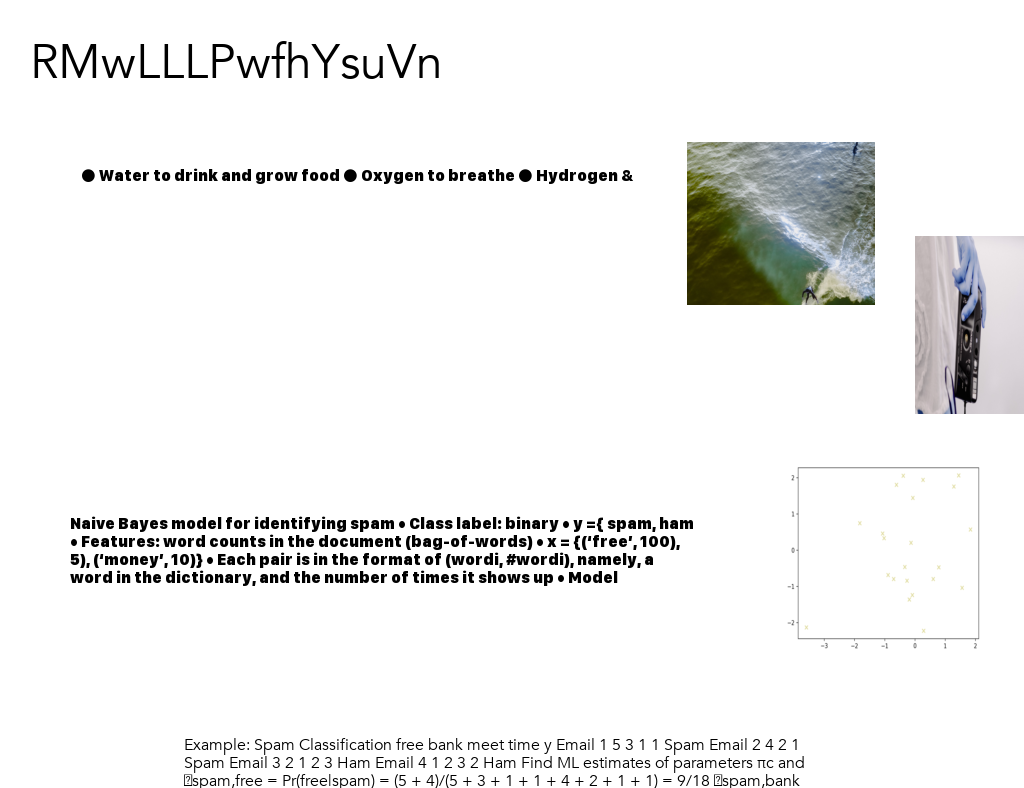 RMwLLLPwfhYsuVn
● Water to drink and grow food ● Oxygen to breathe ● Hydrogen &
Naive Bayes model for identifying spam • Class label: binary • y ={ spam, ham
• Features: word counts in the document (bag-of-words) • x = {(‘free’, 100),
5), (‘money’, 10)} • Each pair is in the format of (wordi, #wordi), namely, a
word in the dictionary, and the number of times it shows up • Model
2
1
0
−1
−2
−3 −2 −1 0 1 2
Example: Spam Classification free bank meet time y Email 1 5 3 1 1 Spam Email 2 4 2 1
Spam Email 3 2 1 2 3 Ham Email 4 1 2 3 2 Ham Find ML estimates of parameters πc and
spam,free = Pr(free|spam) = (5 + 4)/(5 + 3 + 1 + 1 + 4 + 2 + 1 + 1) = 9/18 spam,bank